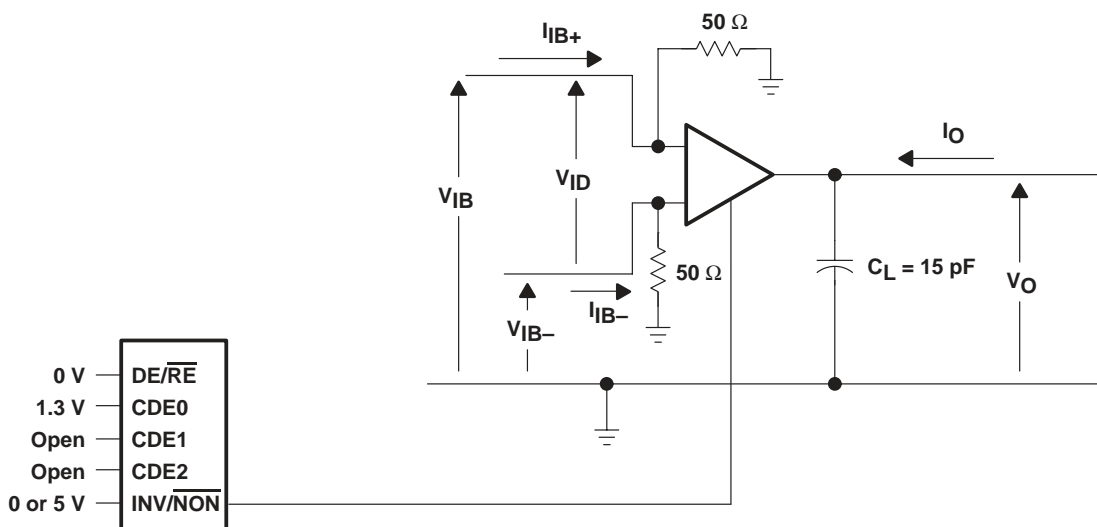 50 Ω
IIB+
IO
VID
VIB
CL = 15 pF
50 Ω
VO
IIB–
VIB–
0 V DE/RE
1.3 V CDE0
Open CDE1
Open CDE2
0 or 5 V INV/NON